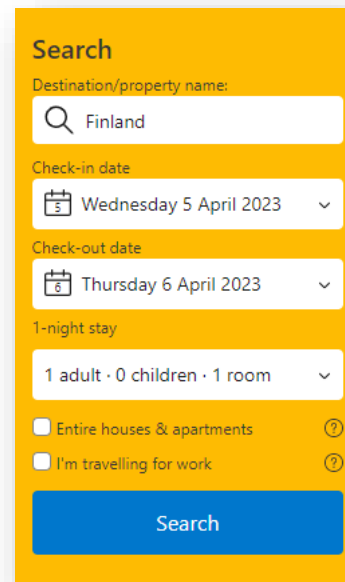 Search
Destination/property name:
Finland
Check-in date
5 Wednesday 5 April 2023
Check-out date
6 Thursday 6 April 2023
1-night stay
1 adult · 0 children · 1 room
Entire houses & apartments ?
I'm travelling for work ?
Search